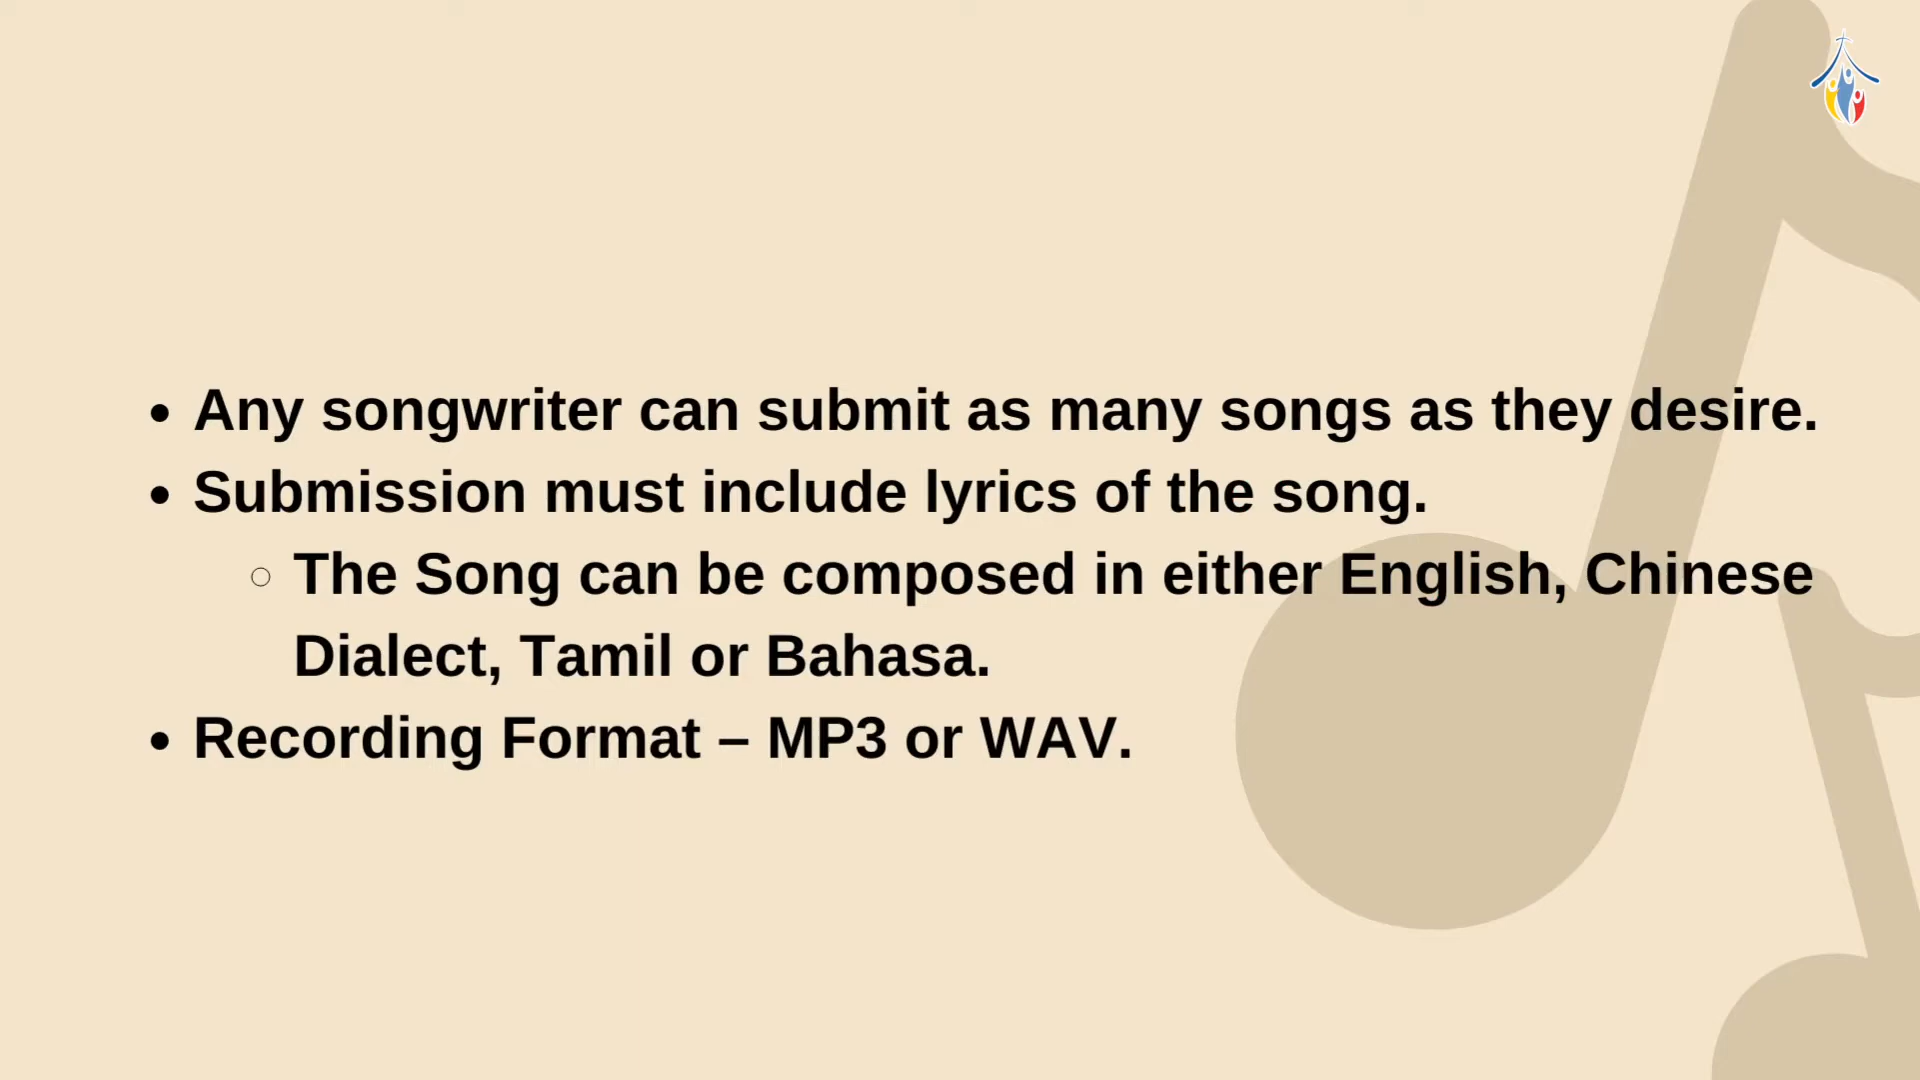 • Any songwriter can submit as many songs as they desire.
• Submission must include lyrics of the song.
◦ The Song can be composed in either English, Chinese
Dialect, Tamil or Bahasa.
• Recording Format – MP3 or WAV.